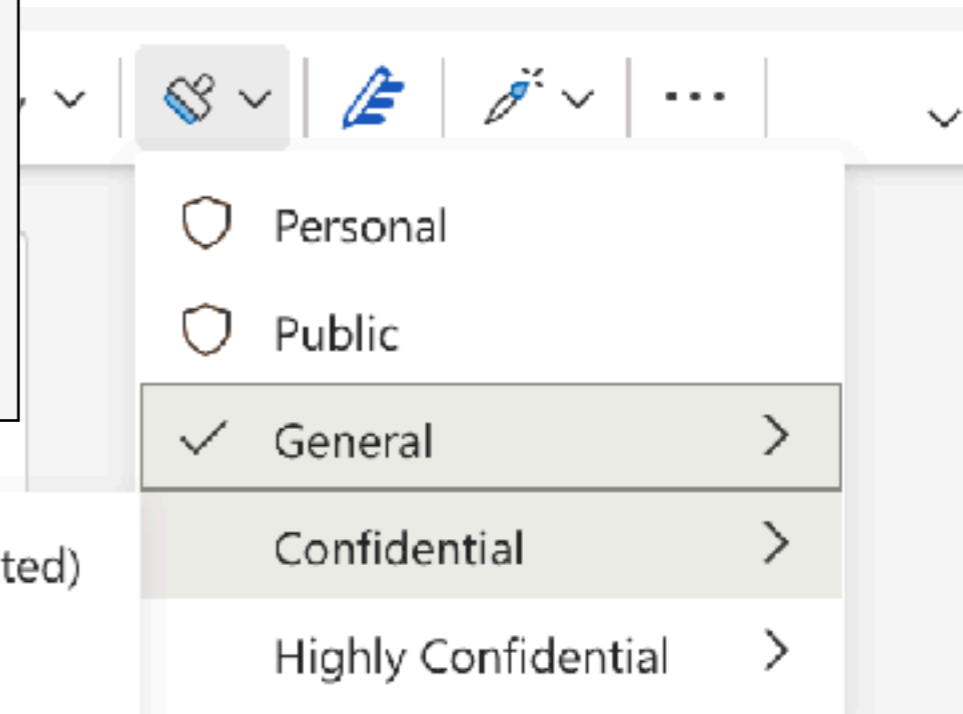 Personal
Public
General
Confidential
ted)
Highly Confidential